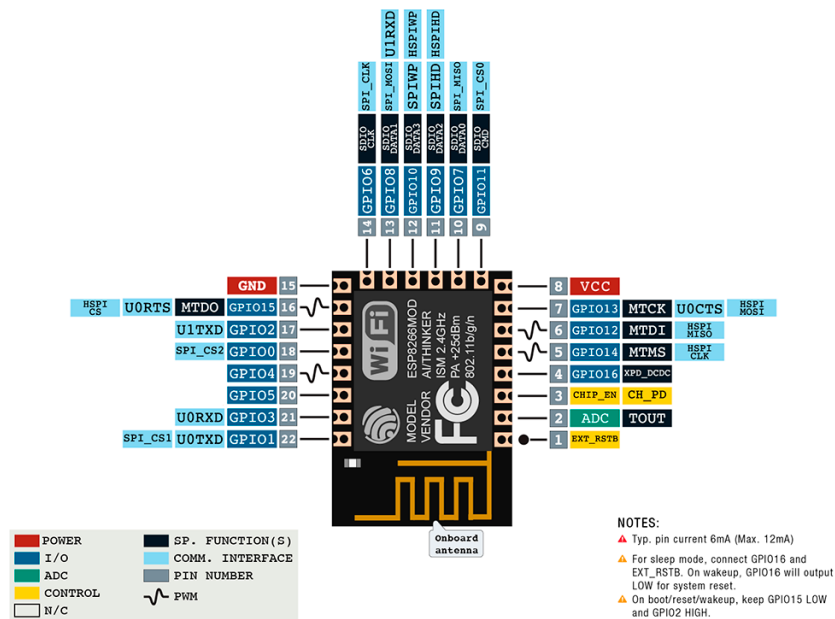 U1RXD
HSPIWP
HSPIHD
SPI_CLK
SPI_MOSI
SPIWP
SPIHD
SPI_MISO
SPI_CS0
SDIO CLK
SDIO DATA1
SDIO DATA3
SDIO DATA2
SDIO DATA0
SDIO CMD
GPIO6
GPIO8
GPIO10
GPIO9
GPIO7
GPIO11
14
13
12
11
10
9
GND 15
HSPI CS U0RTS MTDO GPIO15 16
U1TXD GPIO2 17
SPI_CS2 GPIO0 18
GPIO4 19
GPIO5 20
U0RXD GPIO3 21
SPI_CS1 U0TXD GPIO1 22
WiFi
MODEL ESP8266MOD
VENDOR AI/THINKER
ISM 2.4GHz
PA +25dBm
802.11b/g/n
FC
8 VCC
7 GPIO13 MTCK U0CTS HSPI MOSI
6 GPIO12 MTDI HSPI MISO
5 GPIO14 MTMS HSPI CLK
4 GPIO16 XPD_DCDC
3 CHIP_EN CH_PD
2 ADC TOUT
1 EXT_RSTB
Onboard
antenna
POWER
I/O
ADC
CONTROL
N/C
SP. FUNCTION(S)
COMM. INTERFACE
PIN NUMBER
PWM
NOTES:
Typ. pin current 6mA (Max. 12mA)
For sleep mode, connect GPIO16 and
EXT_RSTB. On wakeup, GPIO16 will output
LOW for system reset.
On boot/reset/wakeup, keep GPIO15 LOW
and GPIO2 HIGH.